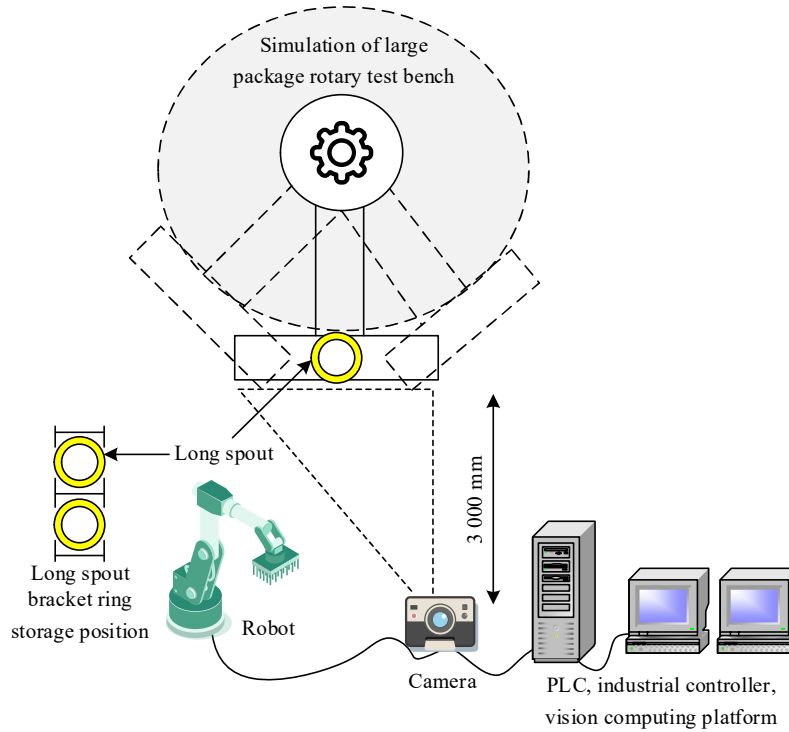 Simulation of large
package rotary test bench
Long spout
3 000 mm
Long spout
bracket ring
storage position
Robot
Camera
PLC, industrial controller,
vision computing platform